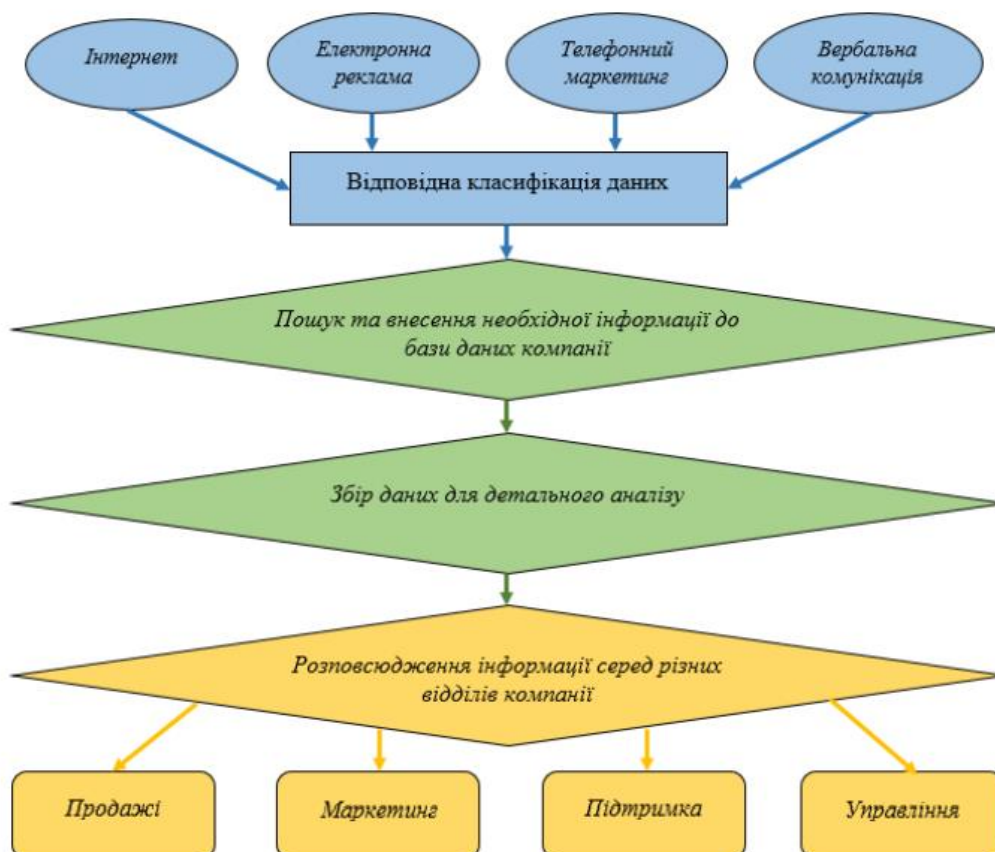 Інтернет
Електронна
реклама
Телефонний
маркетинг
Вербальна
комунікація
Відповідна класифікація даних
Пошук та внесення необхідної інформації до
бази даних компанії
Збір даних для детального аналізу
Розповсюдження інформації серед різних
відділів компанії
Продажі
Маркетинг
Підтримка
Управління